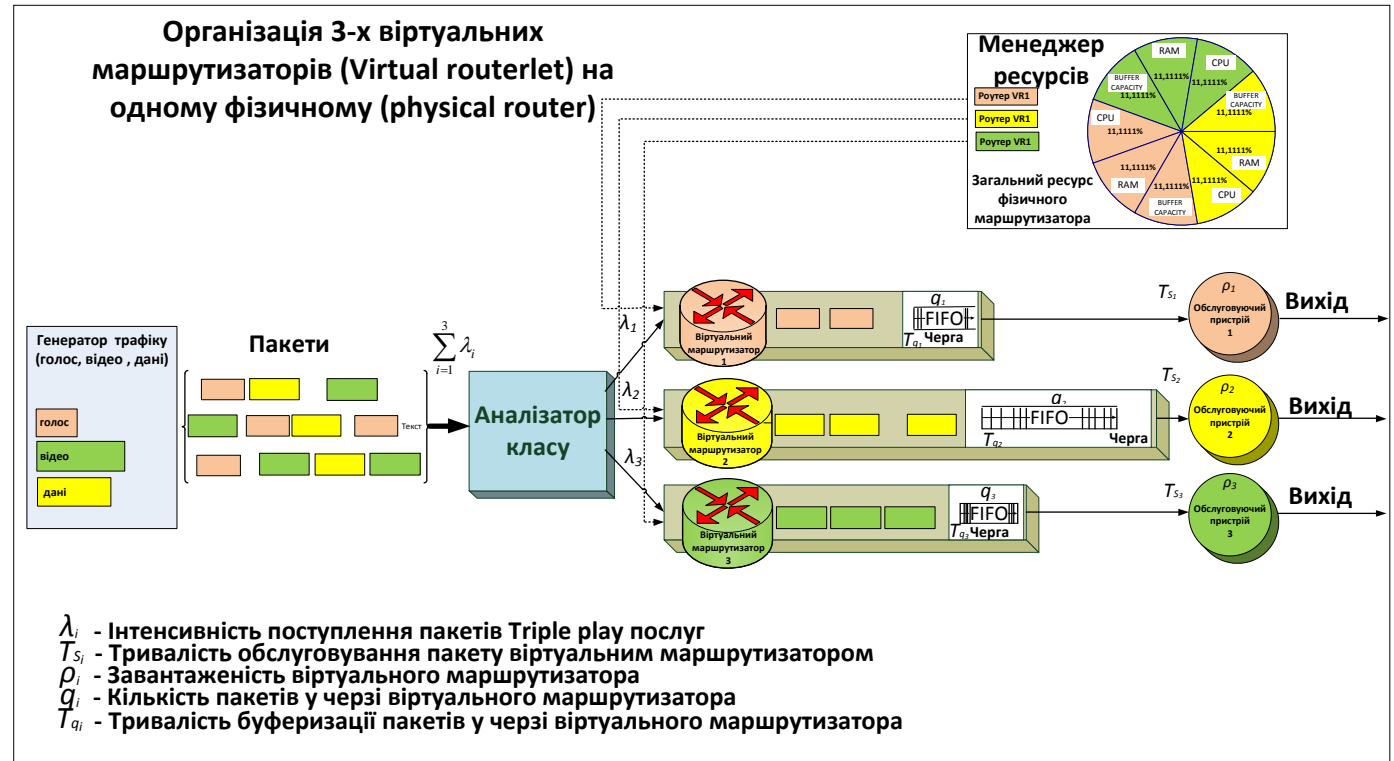 Організація 3-х віртуальних
маршрутизаторів (Virtual routerlet) на
одному фізичному (physical router)
Менеджер
ресурсів
Роутер VR1
Роутер VR1
Роутер VR1
Загальний ресурс
фізичного
маршрутизатора
RAM
11,1111%
CPU
11,1111%
BUFFER
CAPACITY
11,1111%
BUFFER
CAPACITY
11,1111%
CPU
11,1111%
11,1111%
RAM
11,1111%
RAM
11,1111%
BUFFER
CAPACITY
11,1111%
CPU
Генератор трафіку
(голос, відео , дані)
голос
відео
дані
Пакети
Текст
3
∑ λi
i=1
Аналізатор
класу
λ1
λ2
λ3
Віртуальний
маршрутизатор
1
q1
FIFO
Tq1 Черга
TS1
ρ1
Обслуговуючий
пристрій
1
Вихід
Віртуальний
маршрутизатор
2
FIFO
Tq2 Черга
TS2
ρ2
Обслуговуючий
пристрій
2
Вихід
Віртуальний
маршрутизатор
3
q3
FIFO
Tq3 Черга
TS3
ρ3
Обслуговуючий
пристрій
3
Вихід
λi - Інтенсивність поступлення пакетів Triple play послуг
TSi - Тривалість обслуговування пакету віртуальним маршрутизатором
ρi - Завантаженість віртуального маршрутизатора
qi - Кількість пакетів у черзі віртуального маршрутизатора
Tqi - Тривалість буферизації пакетів у черзі віртуального маршрутизатора